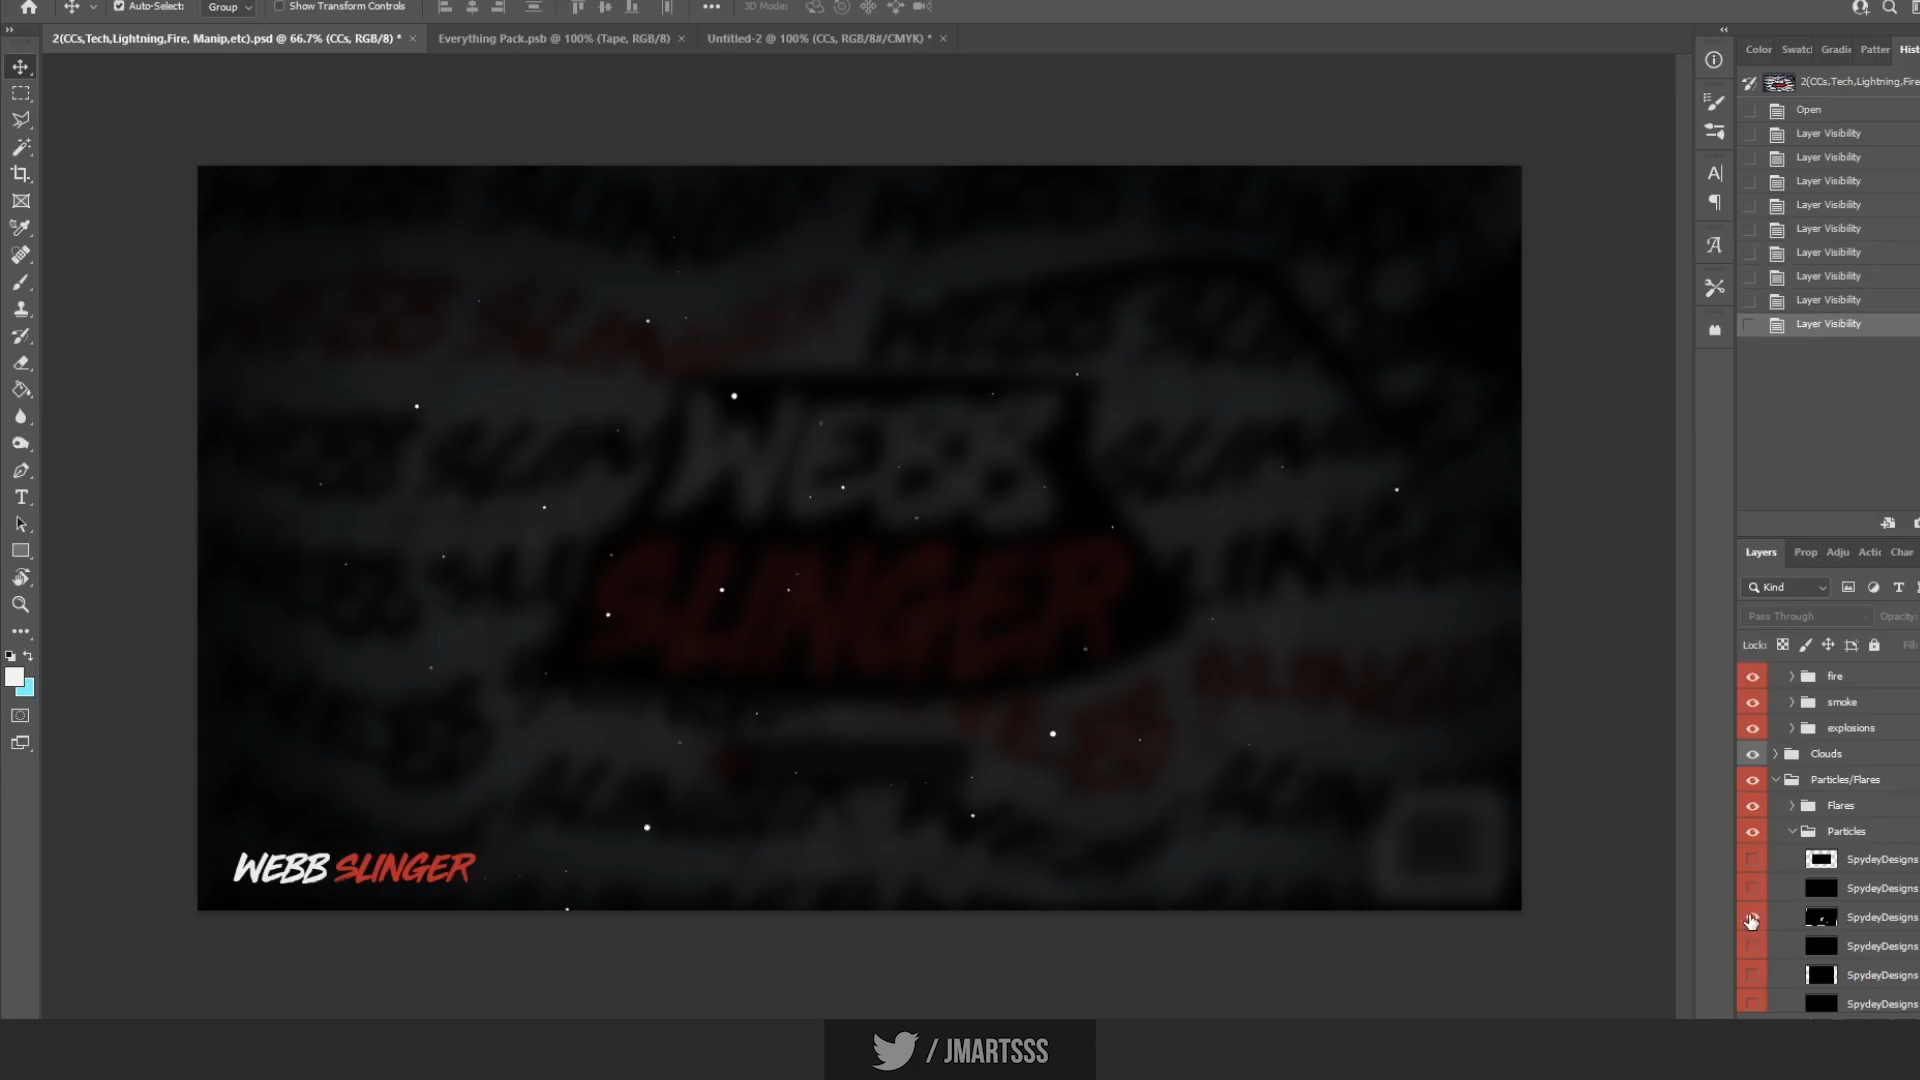 Auto-Select: Group Show Transform Controls 3D Mode:
2(CCs,Tech,Lightning,Fire, Manip,etc).psd @ 66.7% (CCs, RGB/8) * × Everything Pack.psb @ 100% (Tape, RGB/8) × Untitled-2 @ 100% (CCs, RGB/8#/CMYK) * ×
Color Swatc Gradi Patter Hist
2(CCs,Tech,Lightning,Fire
Open
Layer Visibility
Layer Visibility
Layer Visibility
Layer Visibility
Layer Visibility
Layer Visibility
Layer Visibility
Layer Visibility
Layer Visibility
WEBB
SLINGER
Layers Prop Adju Actic Char
Kind
Pass Through Opacity:
Lock:
fire
smoke
explosions
Clouds
Particles/Flares
Flares
Particles
SpydeyDesigns
SpydeyDesigns
SpydeyDesigns
SpydeyDesigns
SpydeyDesigns
SpydeyDesigns
WEBB SLINGER
/ JMARTSSS